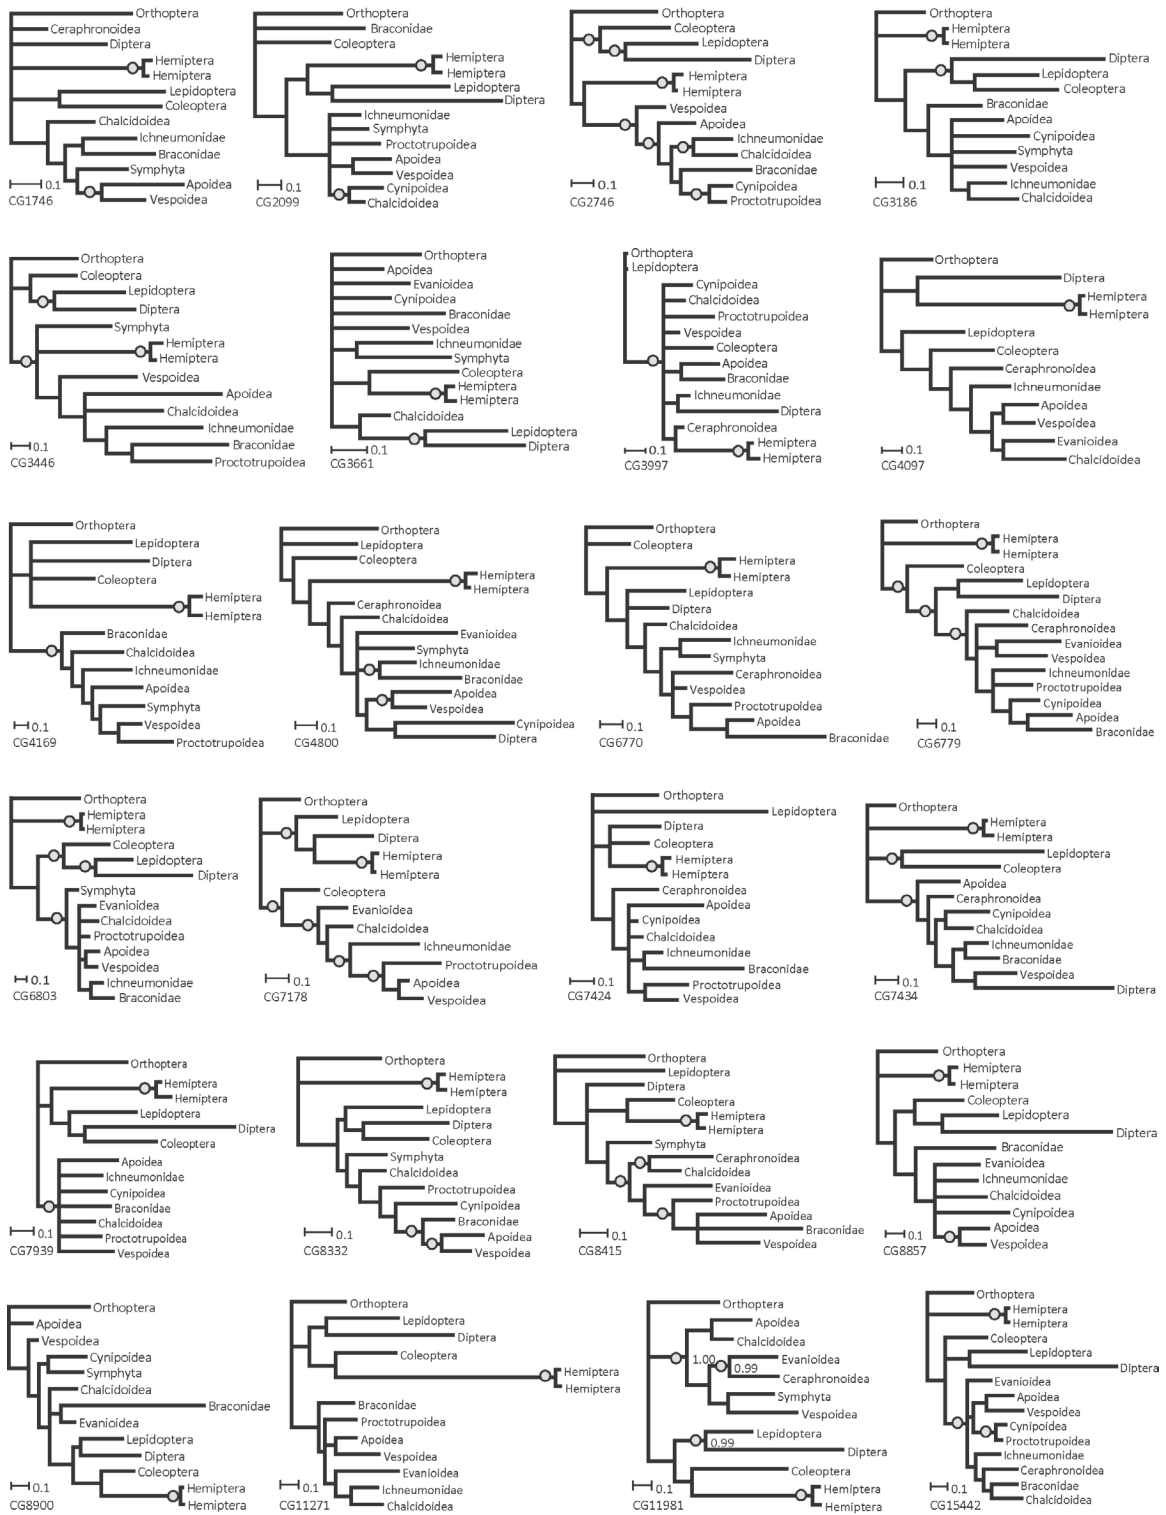 Orthoptera
Ceraphronoidea
Diptera
Hemiptera
Hemiptera
Lepidoptera
Coleoptera
Chalcidoidea
Ichneumonidae
Braconidae
Symphyta
Apoidea
Vespoidea
0.1
CG1746
Orthoptera
Braconidae
Coleoptera
Hemiptera
Hemiptera
Lepidoptera
Diptera
Ichneumonidae
Symphyta
Proctotrupoidea
Apoidea
Vespoidea
Cynipoidea
Chalcidoidea
0.1
CG2099
Orthoptera
Coleoptera
Lepidoptera
Diptera
Hemiptera
Hemiptera
Vespoidea
Apoidea
Ichneumonidae
Chalcidoidea
Braconidae
Cynipoidea
Proctotrupoidea
0.1
CG2746
Orthoptera
Hemiptera
Hemiptera
Diptera
Lepidoptera
Coleoptera
Braconidae
Apoidea
Cynipoidea
Symphyta
Vespoidea
Ichneumonidae
Chalcidoidea
0.1
CG3186
Orthoptera
Coleoptera
Lepidoptera
Diptera
Symphyta
Hemiptera
Hemiptera
Vespoidea
Apoidea
Chalcidoidea
Ichneumonidae
Braconidae
Proctotrupoidea
0.1
CG3446
Orthoptera
Apoidea
Evanioidea
Cynipoidea
Braconidae
Vespoidea
Ichneumonidae
Symphyta
Coleoptera
Hemiptera
Hemiptera
Chalcidoidea
Lepidoptera
Diptera
0.1
CG3661
Orthoptera
Lepidoptera
Cynipoidea
Chalcidoidea
Proctotrupoidea
Vespoidea
Coleoptera
Apoidea
Braconidae
Ichneumonidae
Diptera
Ceraphronoidea
Hemiptera
Hemiptera
0.1
CG3997
Orthoptera
Diptera
Hemiptera
Hemiptera
Lepidoptera
Coleoptera
Ceraphronoidea
Ichneumonidae
Apoidea
Vespoidea
Evanioidea
Chalcidoidea
0.1
CG4097
Orthoptera
Lepidoptera
Diptera
Coleoptera
Hemiptera
Hemiptera
Braconidae
Chalcidoidea
Ichneumonidae
Apoidea
Symphyta
Vespoidea
Proctotrupoidea
0.1
CG4169
Orthoptera
Lepidoptera
Coleoptera
Hemiptera
Hemiptera
Ceraphronoidea
Chalcidoidea
Evanioidea
Symphyta
Ichneumonidae
Braconidae
Apoidea
Vespoidea
Cynipoidea
Diptera
0.1
CG4800
Orthoptera
Coleoptera
Hemiptera
Hemiptera
Lepidoptera
Diptera
Chalcidoidea
Ichneumonidae
Symphyta
Ceraphronoidea
Vespoidea
Proctotrupoidea
Apoidea
Braconidae
0.1
CG6770
Orthoptera
Hemiptera
Hemiptera
Coleoptera
Lepidoptera
Diptera
Chalcidoidea
Ceraphronoidea
Evanioidea
Vespoidea
Ichneumonidae
Proctotrupoidea
Cynipoidea
Apoidea
Braconidae
0.1
CG6779
Orthoptera
Hemiptera
Hemiptera
Coleoptera
Lepidoptera
Diptera
Symphyta
Evanioidea
Chalcidoidea
Proctotrupoidea
Apoidea
Vespoidea
Ichneumonidae
Braconidae
0.1
CG6803
Orthoptera
Lepidoptera
Diptera
Hemiptera
Hemiptera
Coleoptera
Evanioidea
Chalcidoidea
Ichneumonidae
Proctotrupoidea
Apoidea
Vespoidea
0.1
CG7178
Orthoptera
Lepidoptera
Diptera
Coleoptera
Hemiptera
Hemiptera
Ceraphronoidea
Apoidea
Cynipoidea
Chalcidoidea
Ichneumonidae
Braconidae
Proctotrupoidea
Vespoidea
0.1
CG7424
Orthoptera
Hemiptera
Hemiptera
Lepidoptera
Coleoptera
Apoidea
Ceraphronoidea
Cynipoidea
Chalcidoidea
Ichneumonidae
Braconidae
Vespoidea
Diptera
0.1
CG7434
Orthoptera
Hemiptera
Hemiptera
Lepidoptera
Diptera
Coleoptera
Apoidea
Ichneumonidae
Cynipoidea
Braconidae
Chalcidoidea
Proctotrupoidea
Vespoidea
0.1
CG7939
Orthoptera
Hemiptera
Hemiptera
Lepidoptera
Diptera
Coleoptera
Symphyta
Chalcidoidea
Proctotrupoidea
Cynipoidea
Braconidae
Apoidea
Vespoidea
0.1
CG8332
Orthoptera
Lepidoptera
Diptera
Coleoptera
Hemiptera
Hemiptera
Symphyta
Ceraphronoidea
Chalcidoidea
Evanioidea
Proctotrupoidea
Apoidea
Braconidae
Vespoidea
0.1
CG8415
Orthoptera
Hemiptera
Hemiptera
Coleoptera
Lepidoptera
Diptera
Braconidae
Evanioidea
Ichneumonidae
Chalcidoidea
Cynipoidea
Apoidea
Vespoidea
0.1
CG8857
Orthoptera
Apoidea
Vespoidea
Cynipoidea
Symphyta
Chalcidoidea
Braconidae
Evanioidea
Lepidoptera
Diptera
Coleoptera
Hemiptera
Hemiptera
0.1
CG8900
Orthoptera
Lepidoptera
Diptera
Coleoptera
Hemiptera
Hemiptera
Braconidae
Proctotrupoidea
Apoidea
Vespoidea
Evanioidea
Ichneumonidae
Chalcidoidea
0.1
CG11271
Orthoptera
Apoidea
Chalcidoidea
1.00
Evanioidea
0.99
Ceraphronoidea
Symphyta
Vespoidea
Lepidoptera
0.99
Diptera
Coleoptera
Hemiptera
Hemiptera
0.1
CG11981
Orthoptera
Hemiptera
Hemiptera
Coleoptera
Lepidoptera
Diptera
Evanioidea
Apoidea
Vespoidea
Cynipoidea
Proctotrupoidea
Ichneumonidae
Ceraphronoidea
Braconidae
Chalcidoidea
0.1
CG15442